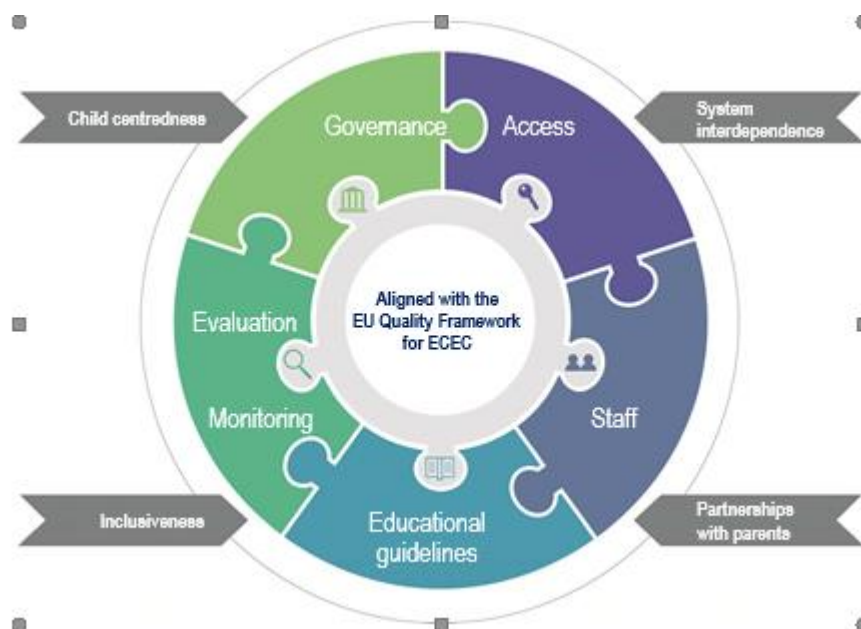 Child centredness
Governance
Access
System
interdependence
Aligned with the
EU Quality Framework
for ECEC
Evaluation
Monitoring
Staff
Educational
guidelines
Inclusiveness
Partnerships
with parents